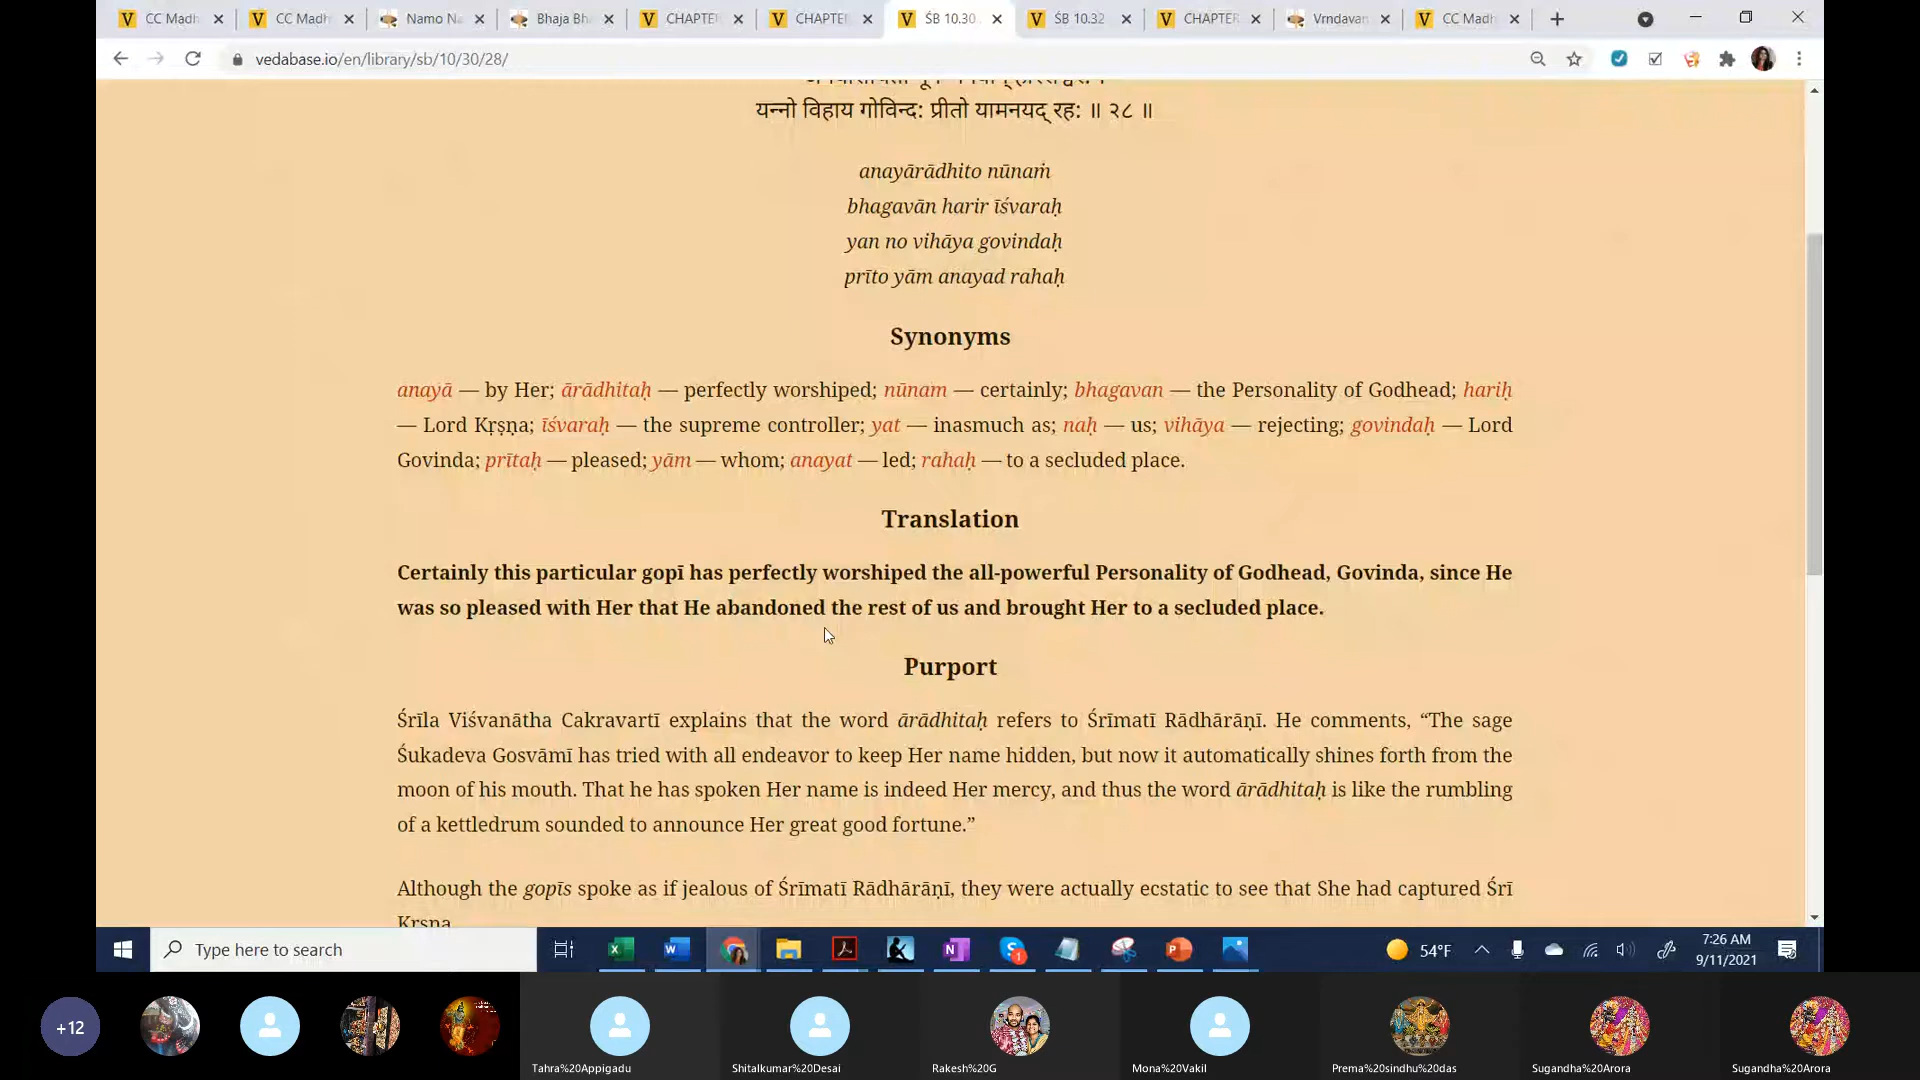 CC Madh
CC Madh
Namo Na
Bhaja Bh
CHAPTER
CHAPTER
ŚB 10.30
ŚB 10.32
CHAPTER
Vrndavan
CC Madh
vedabase.io/en/library/sb/10/30/28/
यन्नो विहाय गोविन्द: प्रीतो यामनयद् रह: ॥ २८ ॥
anayārādhito nūnaṁ
bhagavān harir īśvaraḥ
yan no vihāya govindaḥ
prīto yām anayad rahaḥ
Synonyms
anayā — by Her; ārādhitaḥ — perfectly worshiped; nūnam — certainly; bhagavan — the Personality of Godhead; hariḥ
— Lord Kṛṣṇa; īśvaraḥ — the supreme controller; yat — inasmuch as; naḥ — us; vihāya — rejecting; govindaḥ — Lord
Govinda; prītaḥ — pleased; yām — whom; anayat — led; rahaḥ — to a secluded place.
Translation
Certainly this particular gopī has perfectly worshiped the all-powerful Personality of Godhead, Govinda, since He
was so pleased with Her that He abandoned the rest of us and brought Her to a secluded place.
Purport
Śrīla Viśvanātha Cakravartī explains that the word ārādhitaḥ refers to Śrīmatī Rādhārāṇī. He comments, “The sage
Śukadeva Gosvāmī has tried with all endeavor to keep Her name hidden, but now it automatically shines forth from the
moon of his mouth. That he has spoken Her name is indeed Her mercy, and thus the word ārādhitaḥ is like the rumbling
of a kettledrum sounded to announce Her great good fortune.”
Although the gopīs spoke as if jealous of Śrīmatī Rādhārāṇī, they were actually ecstatic to see that She had captured Śrī
Kṛṣṇa.
Type here to search
54°F
7:26 AM
9/11/2021
+12
Tahra%20Appigadu
Shitalkumar%20Desai
Rakesh%20G
Mona%20Vakil
Prema%20sindhu%20das
Sugandha%20Arora
Sugandha%20Arora